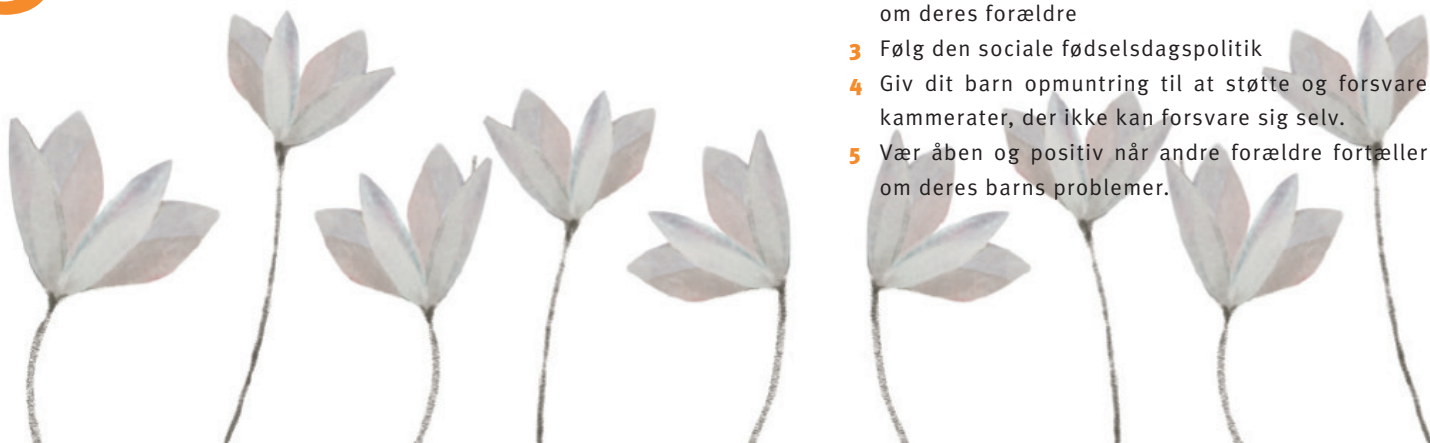 om deres forældre
3 Følg den sociale fødselsdagspolitik
4 Giv dit barn opmuntring til at støtte og forsvare
kammerater, der ikke kan forsvare sig selv.
5 Vær åben og positiv når andre forældre fortæller
om deres barns problemer.